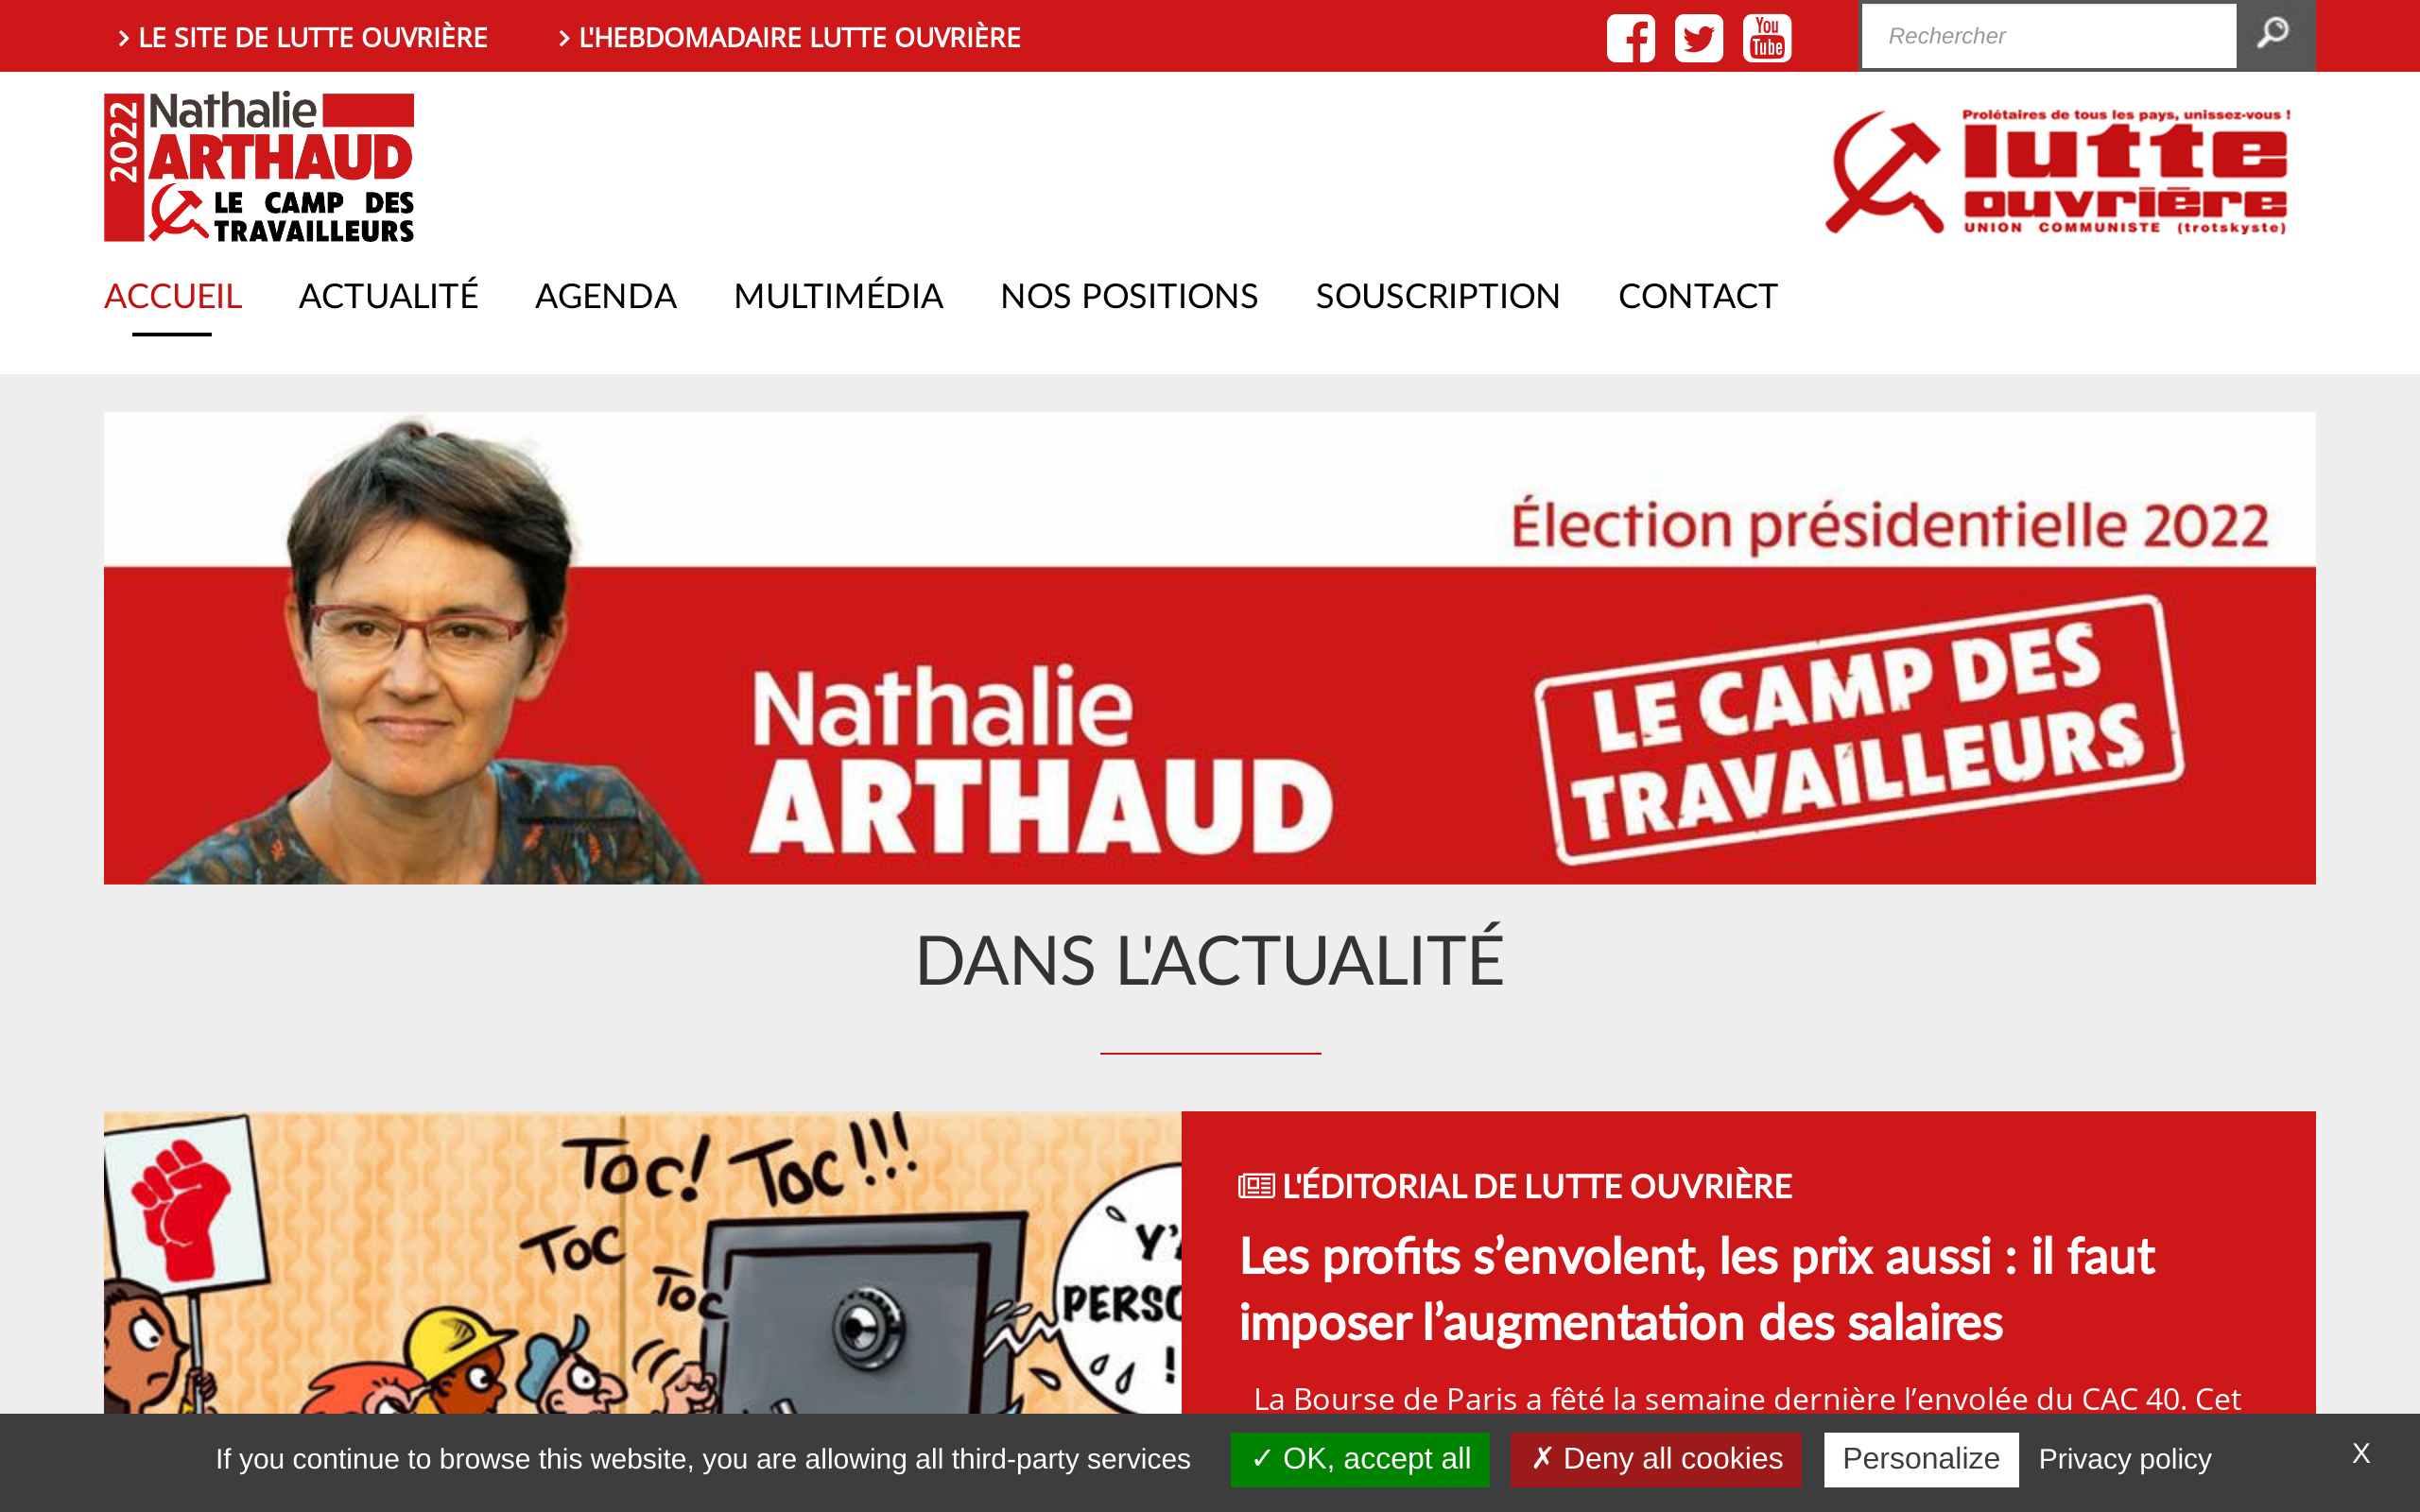 LE SITE DE LUTTE OUVRIÈRE
L'HEBDOMADAIRE LUTTE OUVRIÈRE
You
Tube
Rechercher
2022
Nathalie
ARTHAUD
LE CAMP DES
TRAVAILLEURS
Prolétaires de tous les pays, unissez-vous !
lutte
ouvrière
UNION COMMUNISTE (trotskyste)
ACCUEIL
ACTUALITÉ
AGENDA
MULTIMÉDIA
NOS POSITIONS
SOUSCRIPTION
CONTACT
Élection présidentielle 2022
Nathalie
ARTHAUD
LE CAMP DES
TRAVAILLEURS
DANS L'ACTUALITÉ
Toc! Toc!!!
Toc
Toc
L'ÉDITORIAL DE LUTTE OUVRIÈRE
Les profits s’envolent, les prix aussi : il faut
imposer l’augmentation des salaires
La Bourse de Paris a fêté la semaine dernière l’envolée du CAC 40. Cet
If you continue to browse this website, you are allowing all third-party services
✓ OK, accept all
✗ Deny all cookies
Personalize
Privacy policy
X